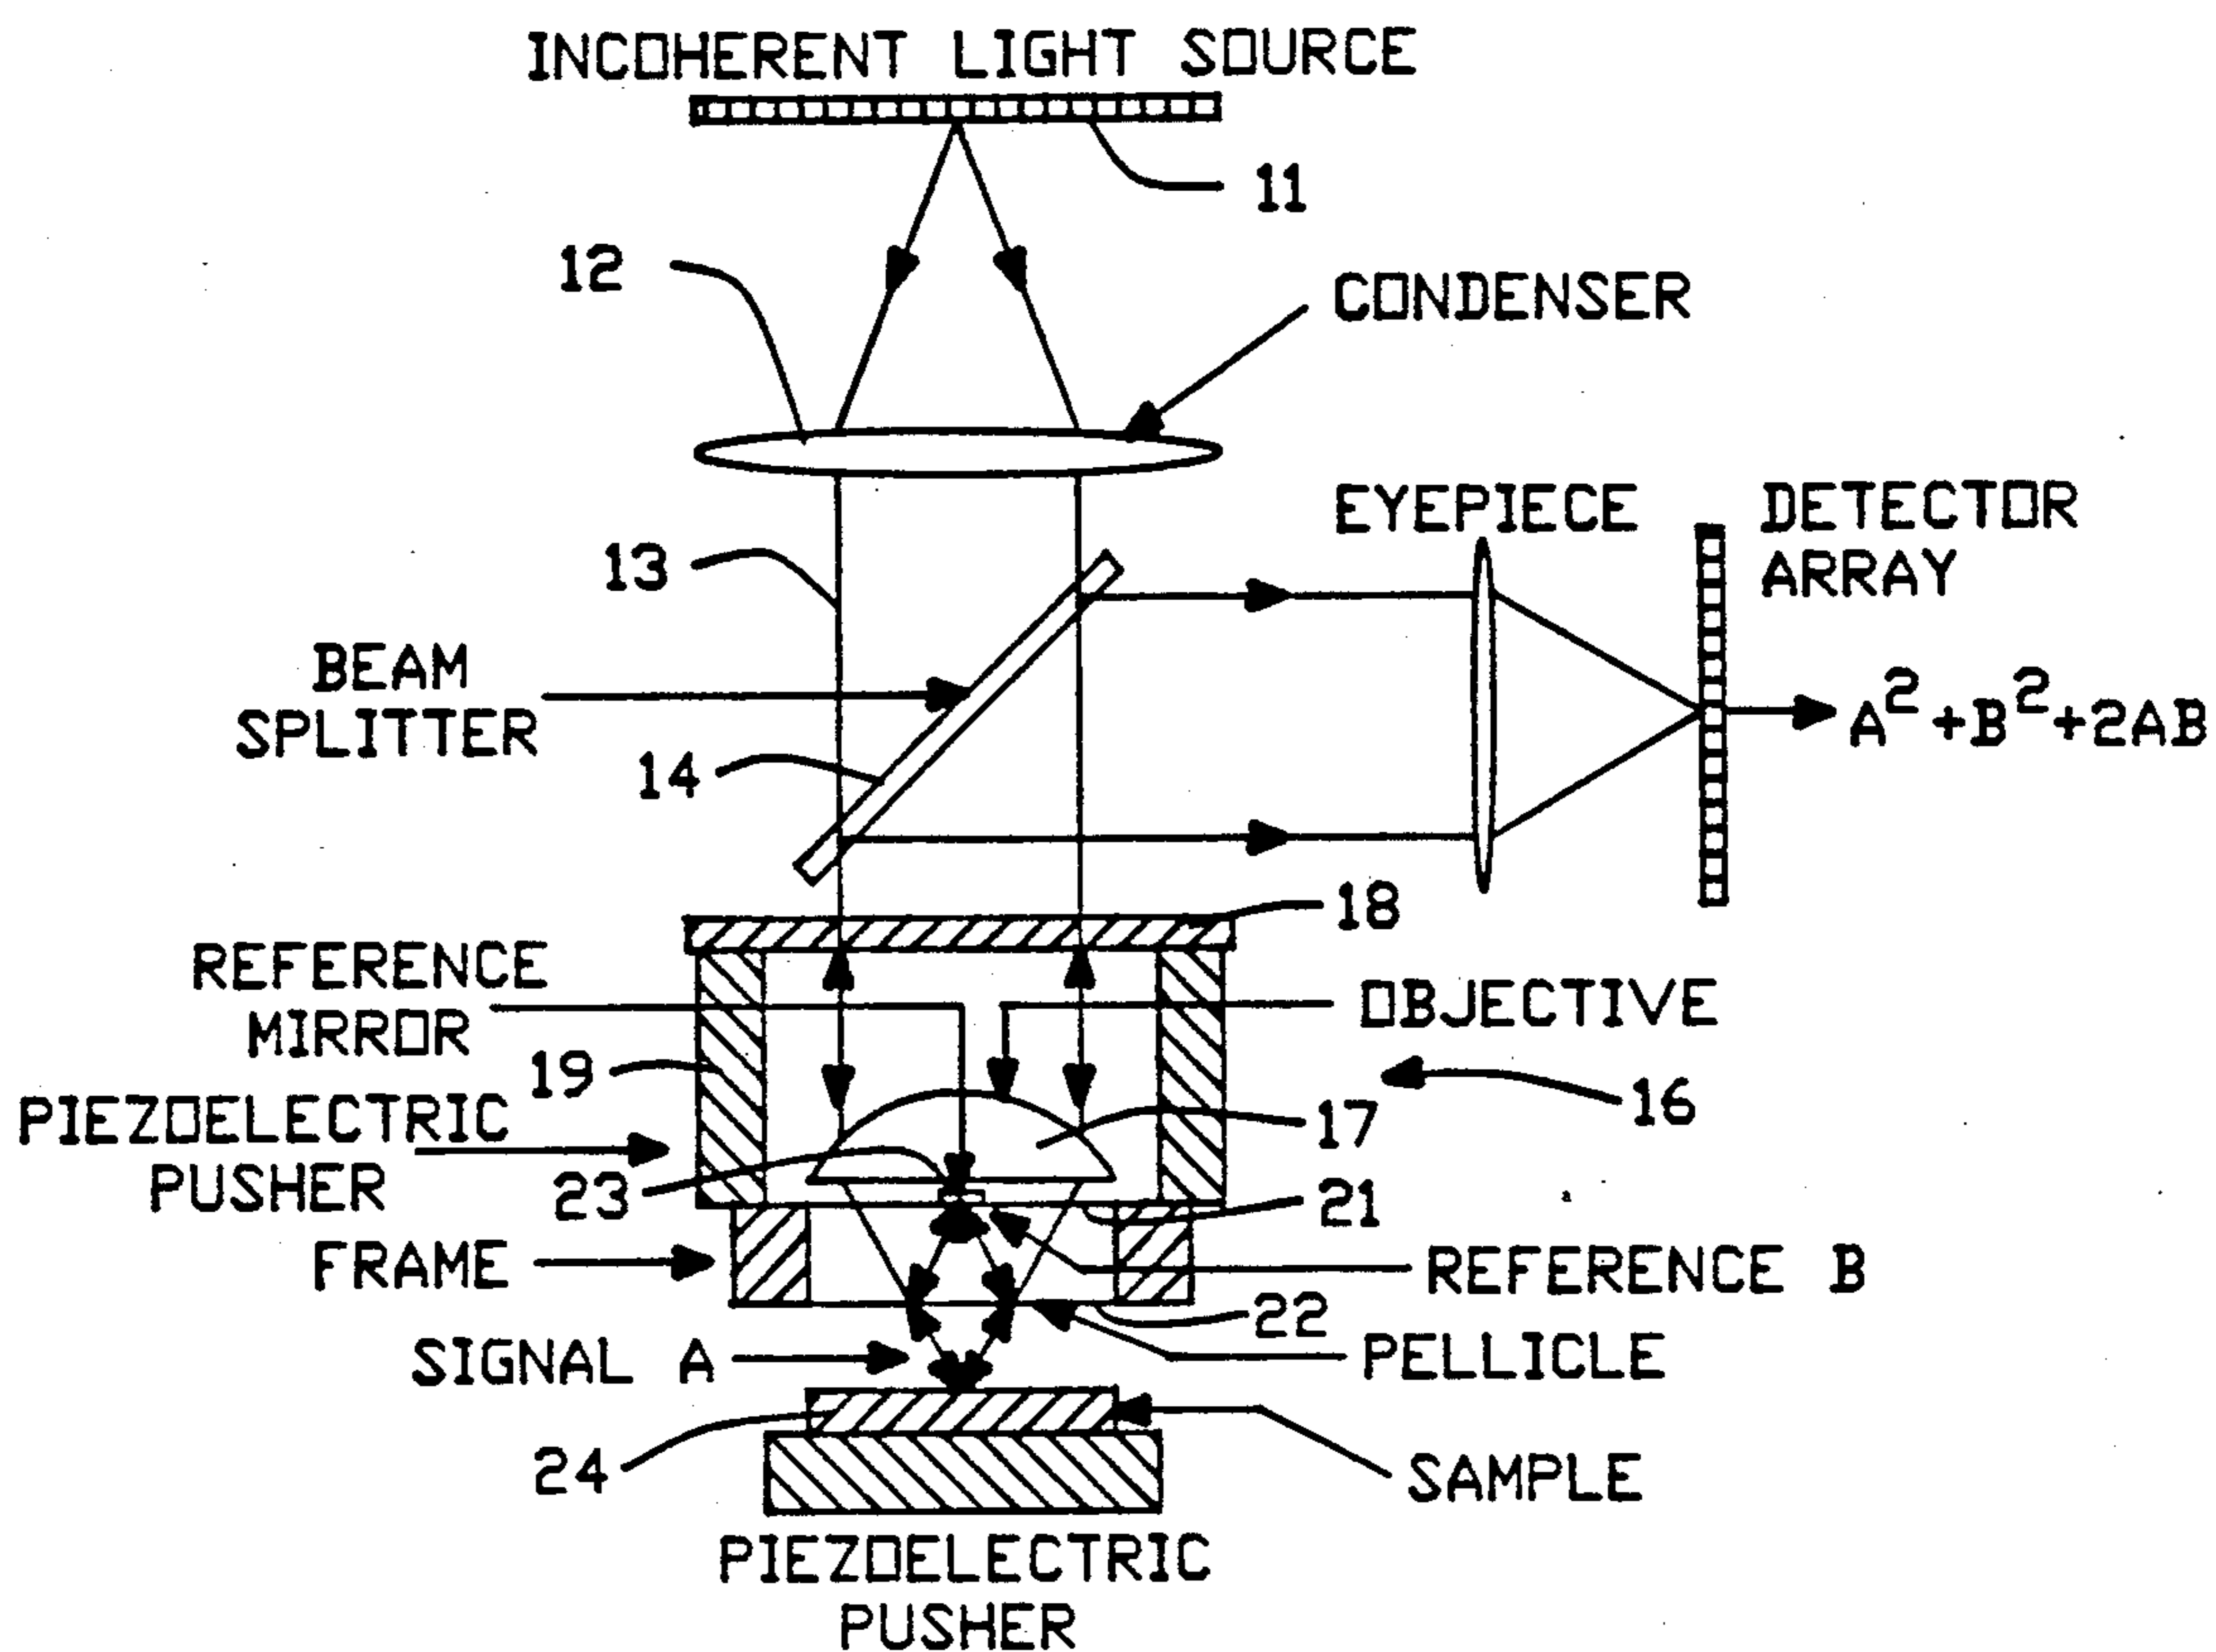 INCOHERENT LIGHT SOURCE
11
12
CONDENSER
EYEPIECE
DETECTOR
ARRAY
13
BEAM
SPLITTER
14
A²+B²+2AB
18
REFERENCE
MIRROR
OBJECTIVE
19
16
PIEZOELECTRIC
PUSHER
17
23
21
FRAME
REFERENCE B
22
SIGNAL A
PELLICLE
24
SAMPLE
PIEZOELECTRIC
PUSHER